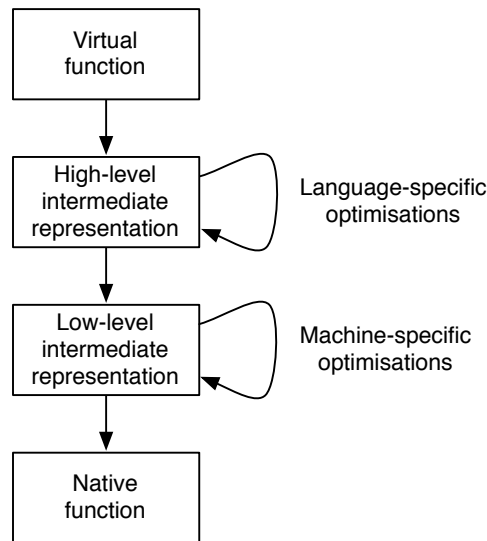 Virtual
function
High-level
intermediate
representation
Language-specific
optimisations
Low-level
intermediate
representation
Machine-specific
optimisations
Native
function